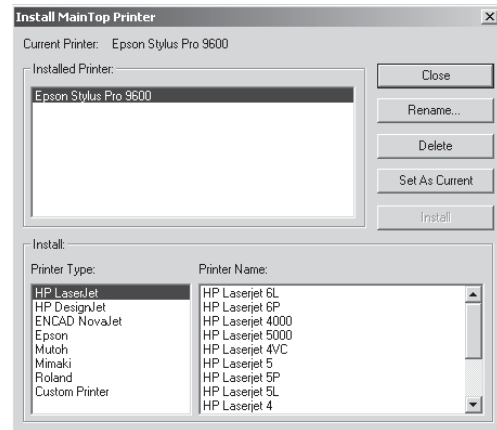 Install MainTop Printer
Current Printer: Epson Stylus Pro 9600
Installed Printer:
Epson Stylus Pro 9600
Close
Rename...
Delete
Set As Current
Install
Install:
Printer Type:
HP LaserJet
HP DesignJet
ENCAD NovaJet
Epson
Mutoh
Mimaki
Roland
Custom Printer
Printer Name:
HP Laserjet 6L
HP Laserjet 6P
HP Laserjet 4000
HP Laserjet 5000
HP Laserjet 4VC
HP Laserjet 5
HP Laserjet 5P
HP Laserjet 5L
HP Laserjet 4